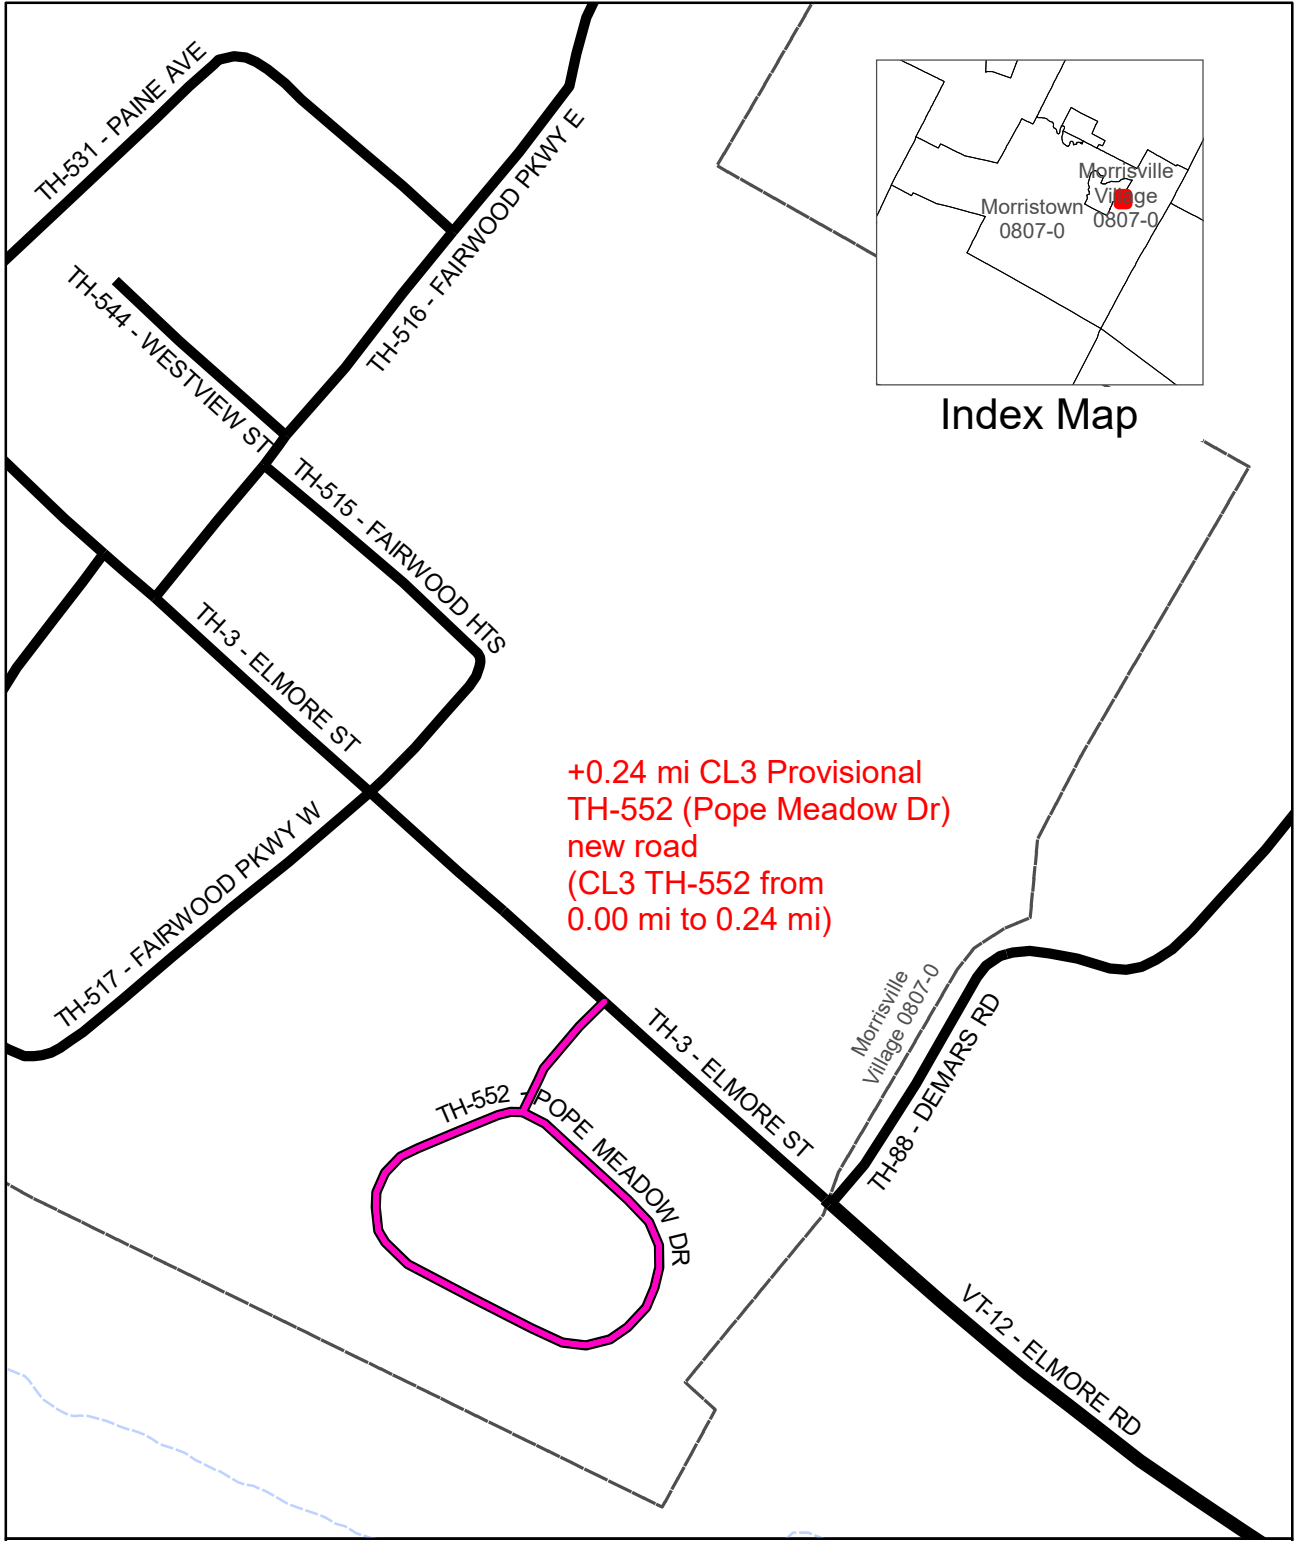 TH-531 - PAINE AVE
TH-516 - FAIRWOOD PKWY E
TH-544 - WESTVIEW ST
Morrisville
Village
0807-0
Morristown
0807-0
Index Map
TH-515 - FAIRWOOD HTS
TH-3 - ELMORE ST
TH-517 - FAIRWOOD PKWY W
+0.24 mi CL3 Provisional
TH-552 (Pope Meadow Dr)
new road
(CL3 TH-552 from
0.00 mi to 0.24 mi)
Morrisville
Village 0807-0
TH-88 - DEMARS RD
TH-3 - ELMORE ST
TH-552 - POPE MEADOW DR
VT-12 - ELMORE RD